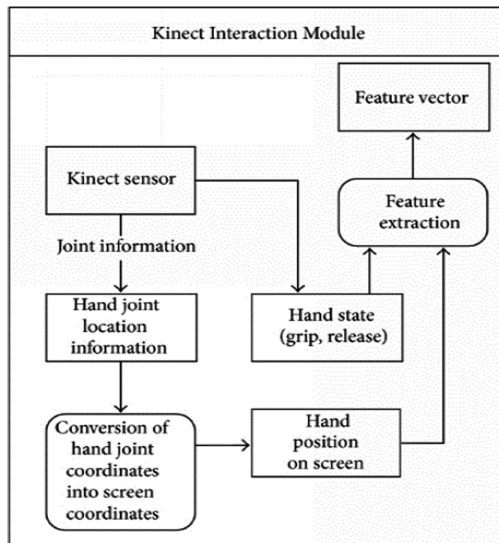 Kinect Interaction Module
Feature vector
Kinect sensor
Feature
extraction
Joint information
Hand joint
location
information
Hand state
(grip, release)
Conversion of
hand joint
coordinates
into screen
coordinates
Hand
position
on screen